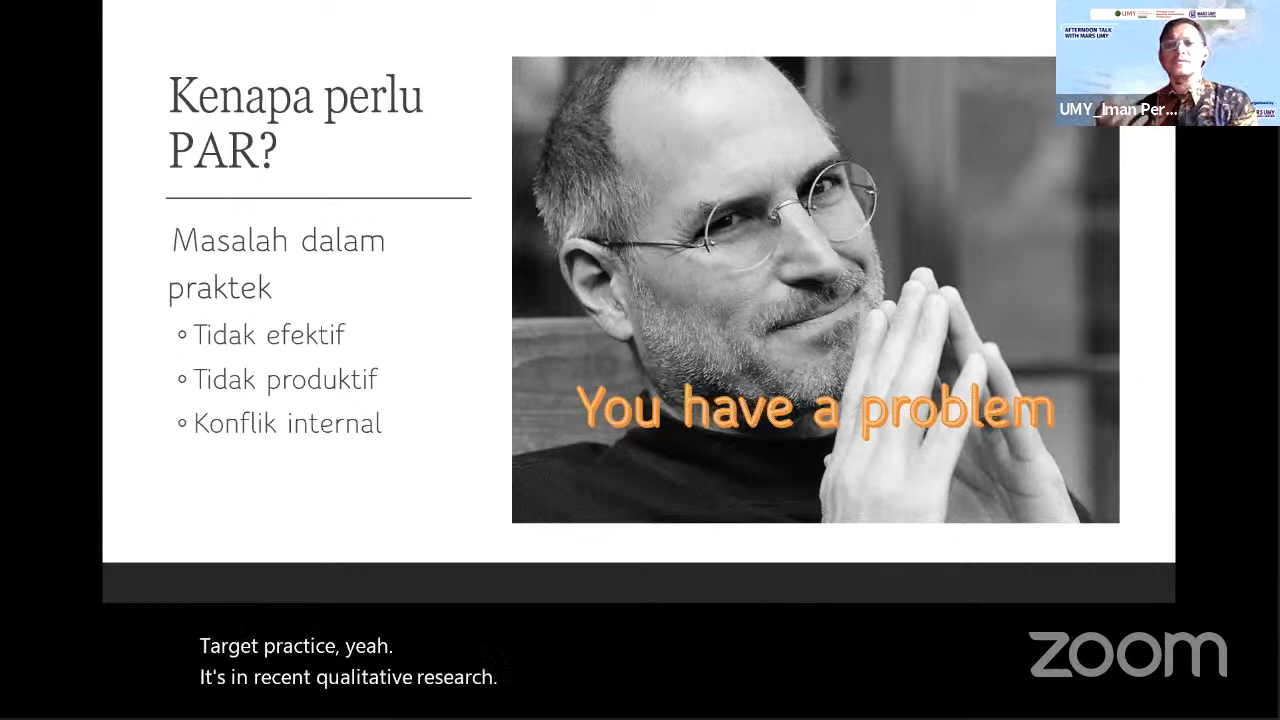 Kenapa perlu
PAR?
Masalah dalam
praktek
Tidak efektif
Tidak produktif
Konflik internal
You have a problem
UMY
AFTERNOON TALK
WITH MARS UMY
UMY_Iman Per...
Target practice, yeah.
It's in recent qualitative research.
zoom